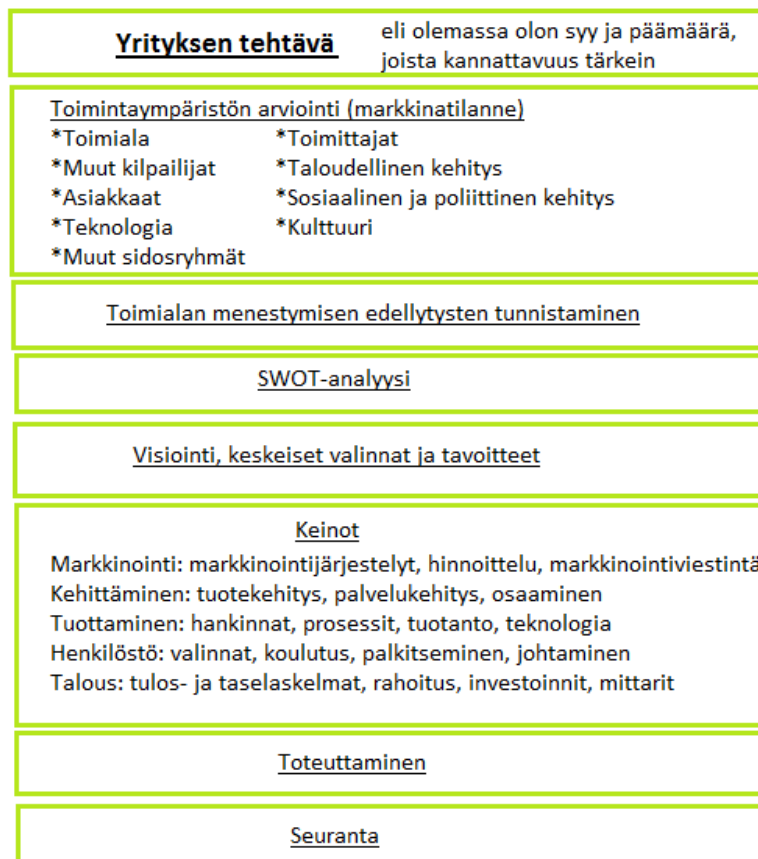 Yrityksen tehtävä
eli olemassa olon syy ja päämäärä,
joista kannattavuus tärkein
Toimintaympäristön arviointi (markkinatilanne)
*Toimiala *Toimittajat
*Muut kilpailijat *Taloudellinen kehitys
*Asiakkaat *Sosiaalinen ja poliittinen kehitys
*Teknologia *Kulttuuri
*Muut sidosryhmät
Toimialan menestymisen edellytysten tunnistaminen
SWOT-analyysi
Visiointi, keskeiset valinnat ja tavoitteet
Keinot
Markkinointi: markkinointijärjestelyt, hinnoittelu, markkinointiviestintä
Kehittäminen: tuotekehitys, palvelukehitys, osaaminen
Tuottaminen: hankinnat, prosessit, tuotanto, teknologia
Henkilöstö: valinnat, koulutus, palkitseminen, johtaminen
Talous: tulos- ja taselaskelmat, rahoitus, investoinnit, mittarit
Toteuttaminen
Seuranta